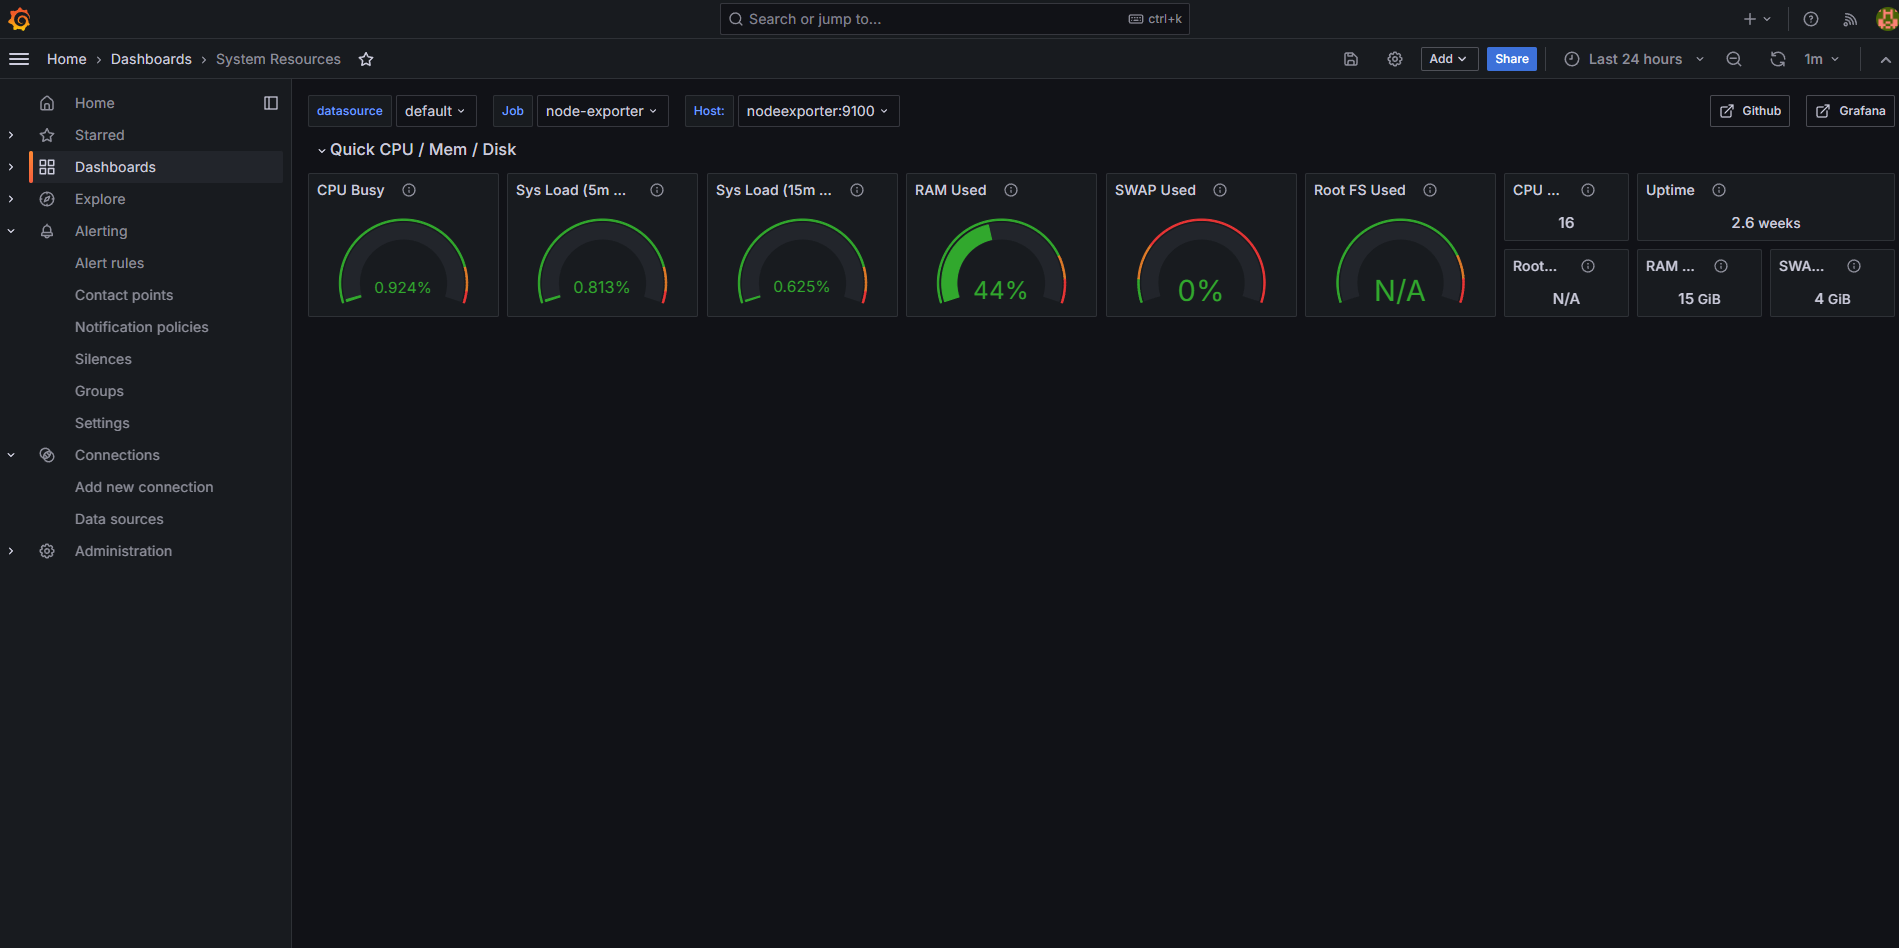 Search or jump to...
ctrl+k
Home › Dashboards › System Resources
Add
Share
Last 24 hours
1m
Home
Starred
Dashboards
Explore
Alerting
Alert rules
Contact points
Notification policies
Silences
Groups
Settings
Connections
Add new connection
Data sources
Administration
datasource
default
Job
node-exporter
Host:
nodeexporter:9100
Github
Grafana
Quick CPU / Mem / Disk
CPU Busy
0.924%
Sys Load (5m ...
0.813%
Sys Load (15m ...
0.625%
RAM Used
44%
SWAP Used
0%
Root FS Used
N/A
CPU ...
16
Uptime
2.6 weeks
Root...
N/A
RAM ...
15 GiB
SWA...
4 GiB